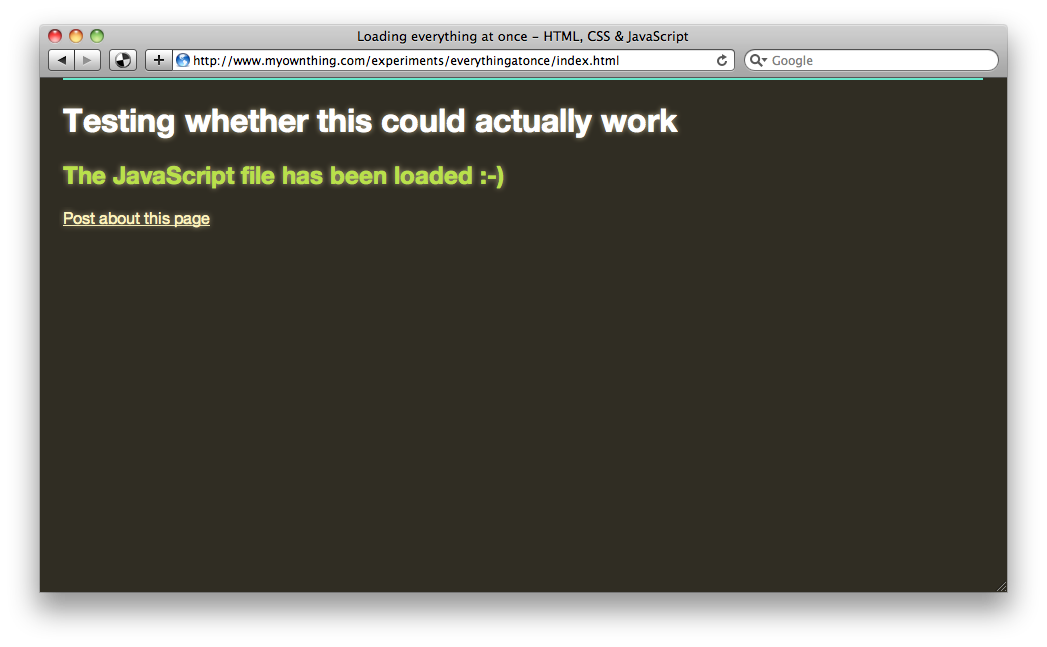 Loading everything at once – HTML, CSS & JavaScript
http://www.myownthing.com/experiments/everythingatonce/index.html
Google
Testing whether this could actually work
The JavaScript file has been loaded :-)
Post about this page